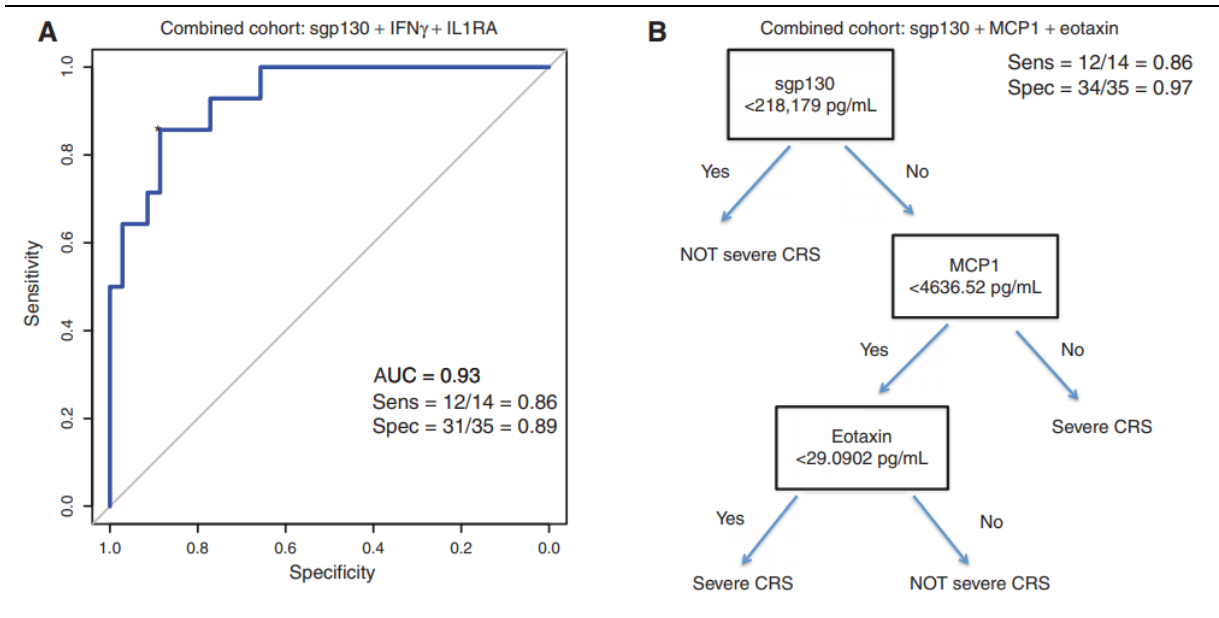 A
Combined cohort: sgp130 + IFNγ + IL1RA
Sensitivity
1.0
0.8
0.6
0.4
0.2
0.0
AUC = 0.93
Sens = 12/14 = 0.86
Spec = 31/35 = 0.89
1.0
0.8
0.6
0.4
0.2
0.0
Specificity
B
Combined cohort: sgp130 + MCP1 + eotaxin
Sens = 12/14 = 0.86
Spec = 34/35 = 0.97
sgp130
<218,179 pg/mL
Yes
No
NOT severe CRS
MCP1
<4636.52 pg/mL
Yes
No
Severe CRS
Eotaxin
<29.0902 pg/mL
Yes
No
Severe CRS
NOT severe CRS